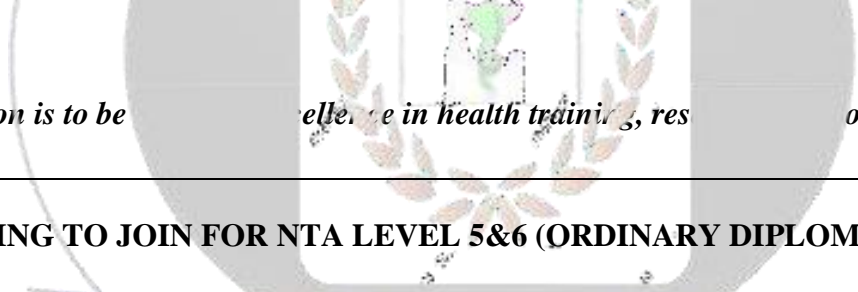 on is to be ellence in health training, res
ING TO JOIN FOR NTA LEVEL 5&6 (ORDINARY DIPLOM